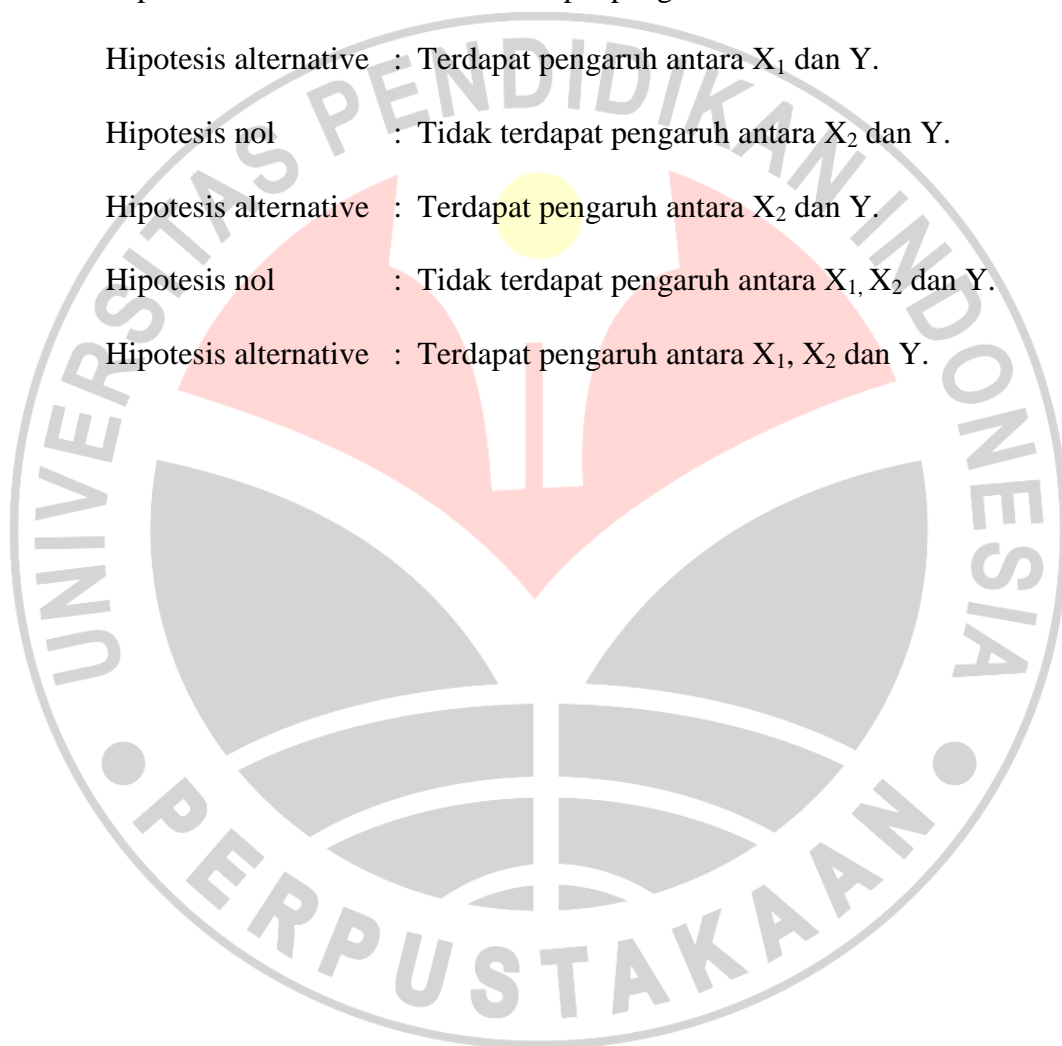 Hipotesis alternative : Terdapat pengaruh antara X₁ dan Y.
Hipotesis nol : Tidak terdapat pengaruh antara X₂ dan Y.
Hipotesis alternative : Terdapat pengaruh antara X₂ dan Y.
Hipotesis nol : Tidak terdapat pengaruh antara X₁, X₂ dan Y.
Hipotesis alternative : Terdapat pengaruh antara X₁, X₂ dan Y.
UNIVERSITAS PENDIDIKAN INDONESIA
PERPUSTAKAAN